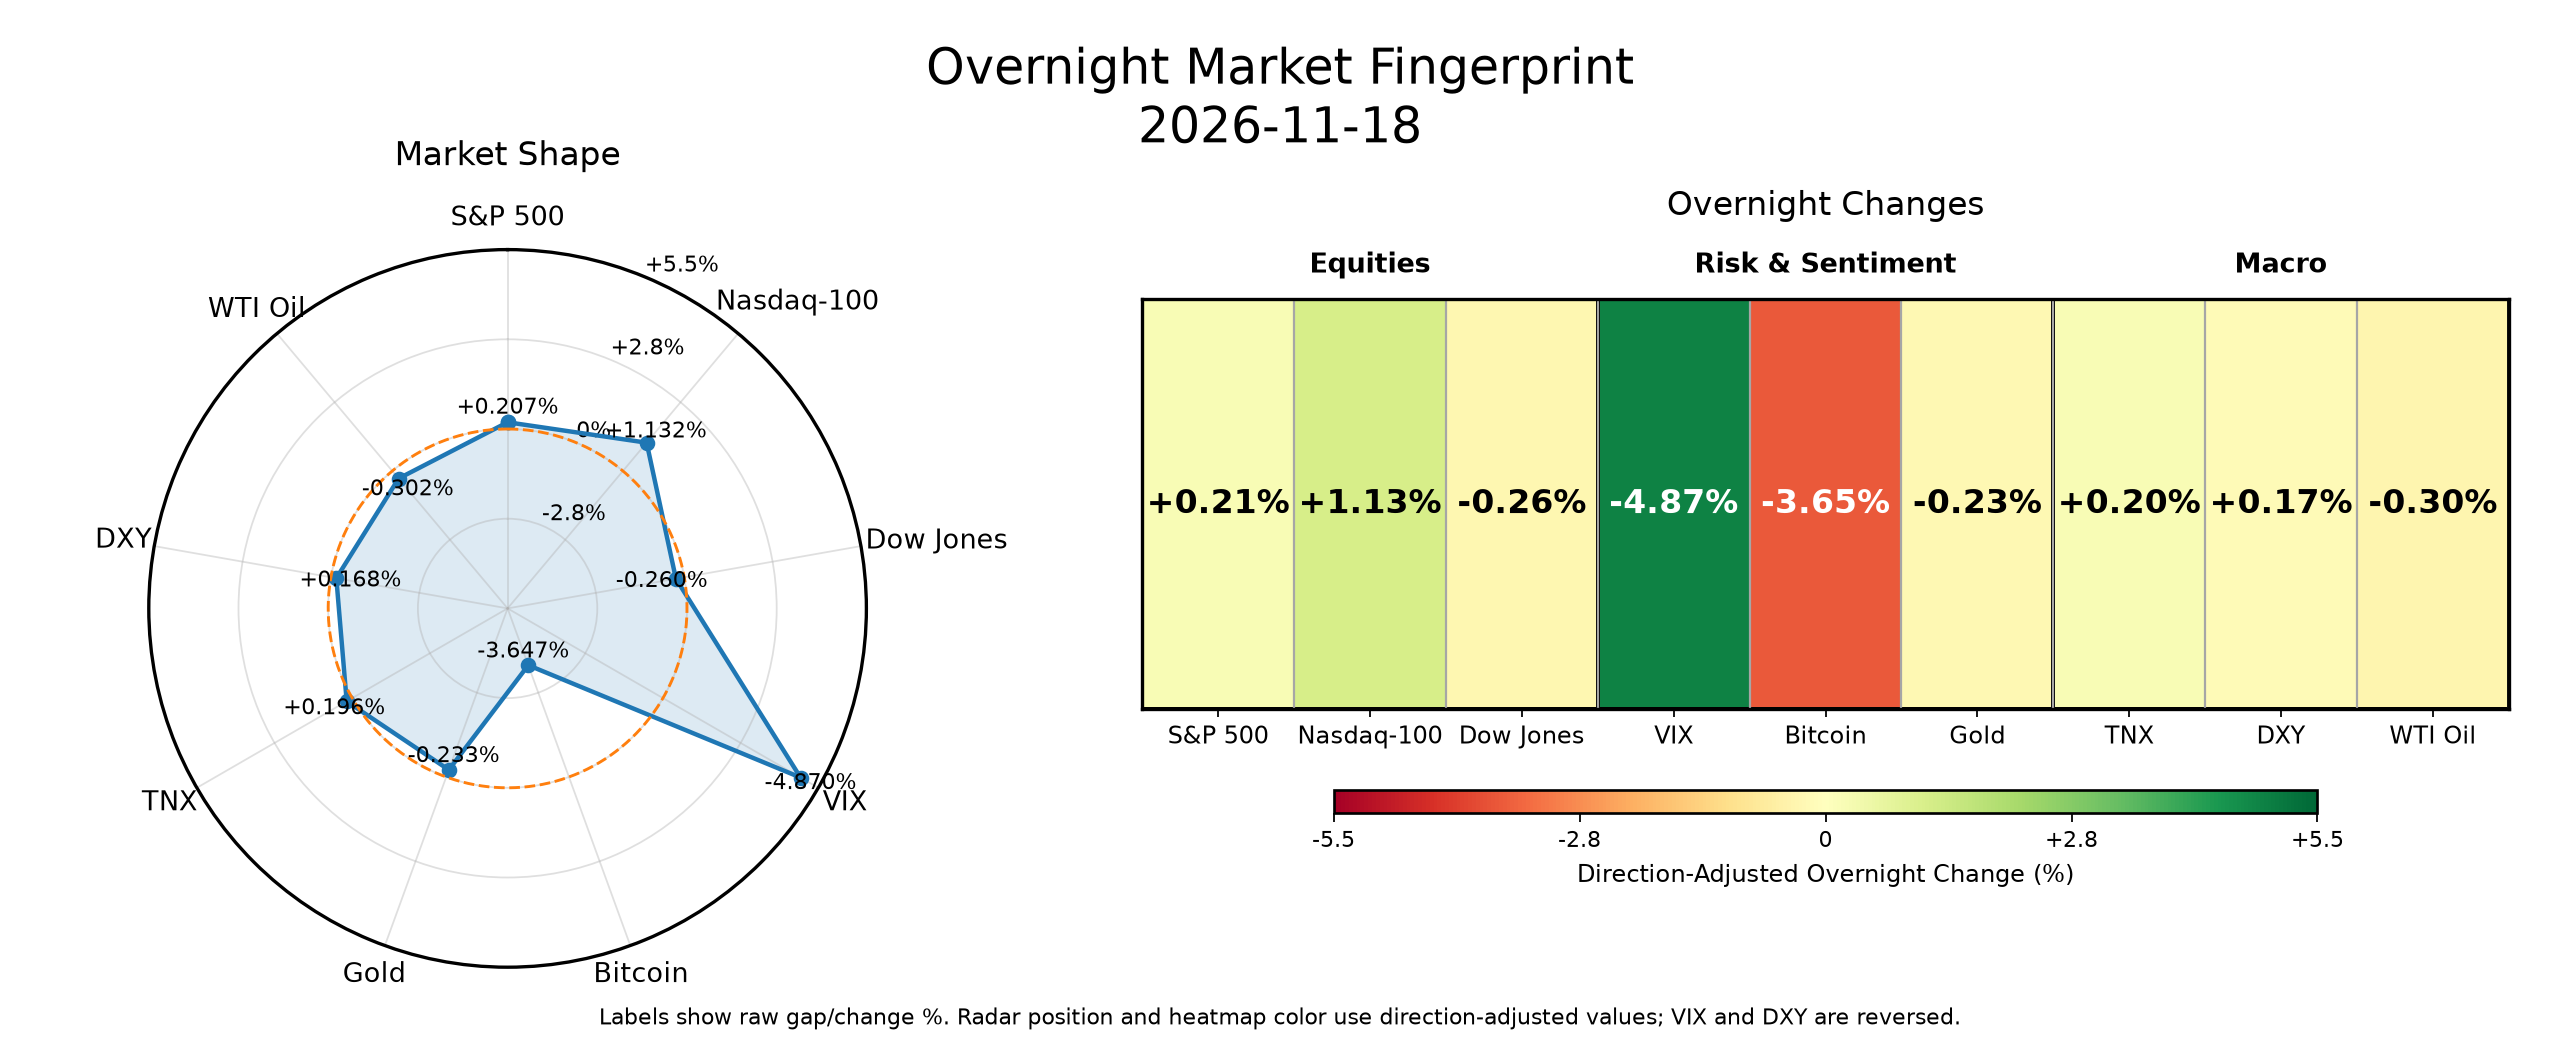 Overnight Market Fingerprint
2026-11-18
Market Shape
S&P 500
+5.5%
Nasdaq-100
WTI Oil
+2.8%
+0.207%
0%
+1.132%
-0.302%
-2.8%
DXY
Dow Jones
+0.168%
-0.260%
-3.647%
+0.196%
-0.233%
-4.870%
TNX
VIX
Gold
Bitcoin
Overnight Changes
Equities Risk & Sentiment Macro
+0.21% +1.13% -0.26% -4.87% -3.65% -0.23% +0.20% +0.17% -0.30%
S&P 500 Nasdaq-100 Dow Jones VIX Bitcoin Gold TNX DXY WTI Oil
-5.5 -2.8 0 +2.8 +5.5
Direction-Adjusted Overnight Change (%)
Labels show raw gap/change %. Radar position and heatmap color use direction-adjusted values; VIX and DXY are reversed.